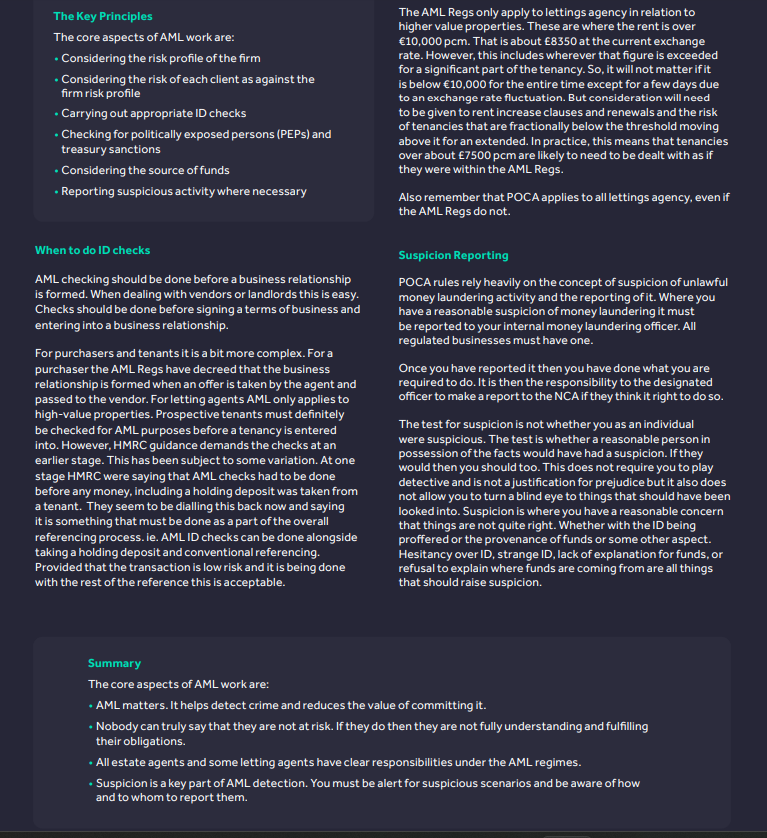 The Key Principles
The core aspects of AML work are:
• Considering the risk profile of the firm
• Considering the risk of each client as against the
firm risk profile
• Carrying out appropriate ID checks
• Checking for politically exposed persons (PEPs) and
treasury sanctions
• Considering the source of funds
• Reporting suspicious activity where necessary
When to do ID checks
AML checking should be done before a business relationship
is formed. When dealing with vendors or landlords this is easy.
Checks should be done before signing a terms of business and
entering into a business relationship.
For purchasers and tenants it is a bit more complex. For a
purchaser the AML Regs have decreed that the business
relationship is formed when an offer is taken by the agent and
passed to the vendor. For letting agents AML only applies to
high-value properties. Prospective tenants must definitely
be checked for AML purposes before a tenancy is entered
into. However, HMRC guidance demands the checks at an
earlier stage. This has been subject to some variation. At one
stage HMRC were saying that AML checks had to be done
before any money, including a holding deposit was taken from
a tenant. They seem to be dialling this back now and saying
it is something that must be done as a part of the overall
referencing process. ie. AML ID checks can be done alongside
taking a holding deposit and conventional referencing.
Provided that the transaction is low risk and it is being done
with the rest of the reference this is acceptable.
The AML Regs only apply to lettings agency in relation to
higher value properties. These are where the rent is over
€10,000 pcm. That is about £8350 at the current exchange
rate. However, this includes wherever that figure is exceeded
for a significant part of the tenancy. So, it will not matter if it
is below €10,000 for the entire time except for a few days due
to an exchange rate fluctuation. But consideration will need
to be given to rent increase clauses and renewals and the risk
of tenancies that are fractionally below the threshold moving
above it for an extended. In practice, this means that tenancies
over about £7500 pcm are likely to need to be dealt with as if
they were within the AML Regs.
Also remember that POCA applies to all lettings agency, even if
the AML Regs do not.
Suspicion Reporting
POCA rules rely heavily on the concept of suspicion of unlawful
money laundering activity and the reporting of it. Where you
have a reasonable suspicion of money laundering it must
be reported to your internal money laundering officer. All
regulated businesses must have one.
Once you have reported it then you have done what you are
required to do. It is then the responsibility to the designated
officer to make a report to the NCA if they think it right to do so.
The test for suspicion is not whether you as an individual
were suspicious. The test is whether a reasonable person in
possession of the facts would have had a suspicion. If they
would then you should too. This does not require you to play
detective and is not a justification for prejudice but it also does
not allow you to turn a blind eye to things that should have been
looked into. Suspicion is where you have a reasonable concern
that things are not quite right. Whether with the ID being
proffered or the provenance of funds or some other aspect.
Hesitancy over ID, strange ID, lack of explanation for funds, or
refusal to explain where funds are coming from are all things
that should raise suspicion.
Summary
The core aspects of AML work are:
• AML matters. It helps detect crime and reduces the value of committing it.
• Nobody can truly say that they are not at risk. If they do then they are not fully understanding and fulfilling
their obligations.
• All estate agents and some letting agents have clear responsibilities under the AML regimes.
• Suspicion is a key part of AML detection. You must be alert for suspicious scenarios and be aware of how
and to whom to report them.